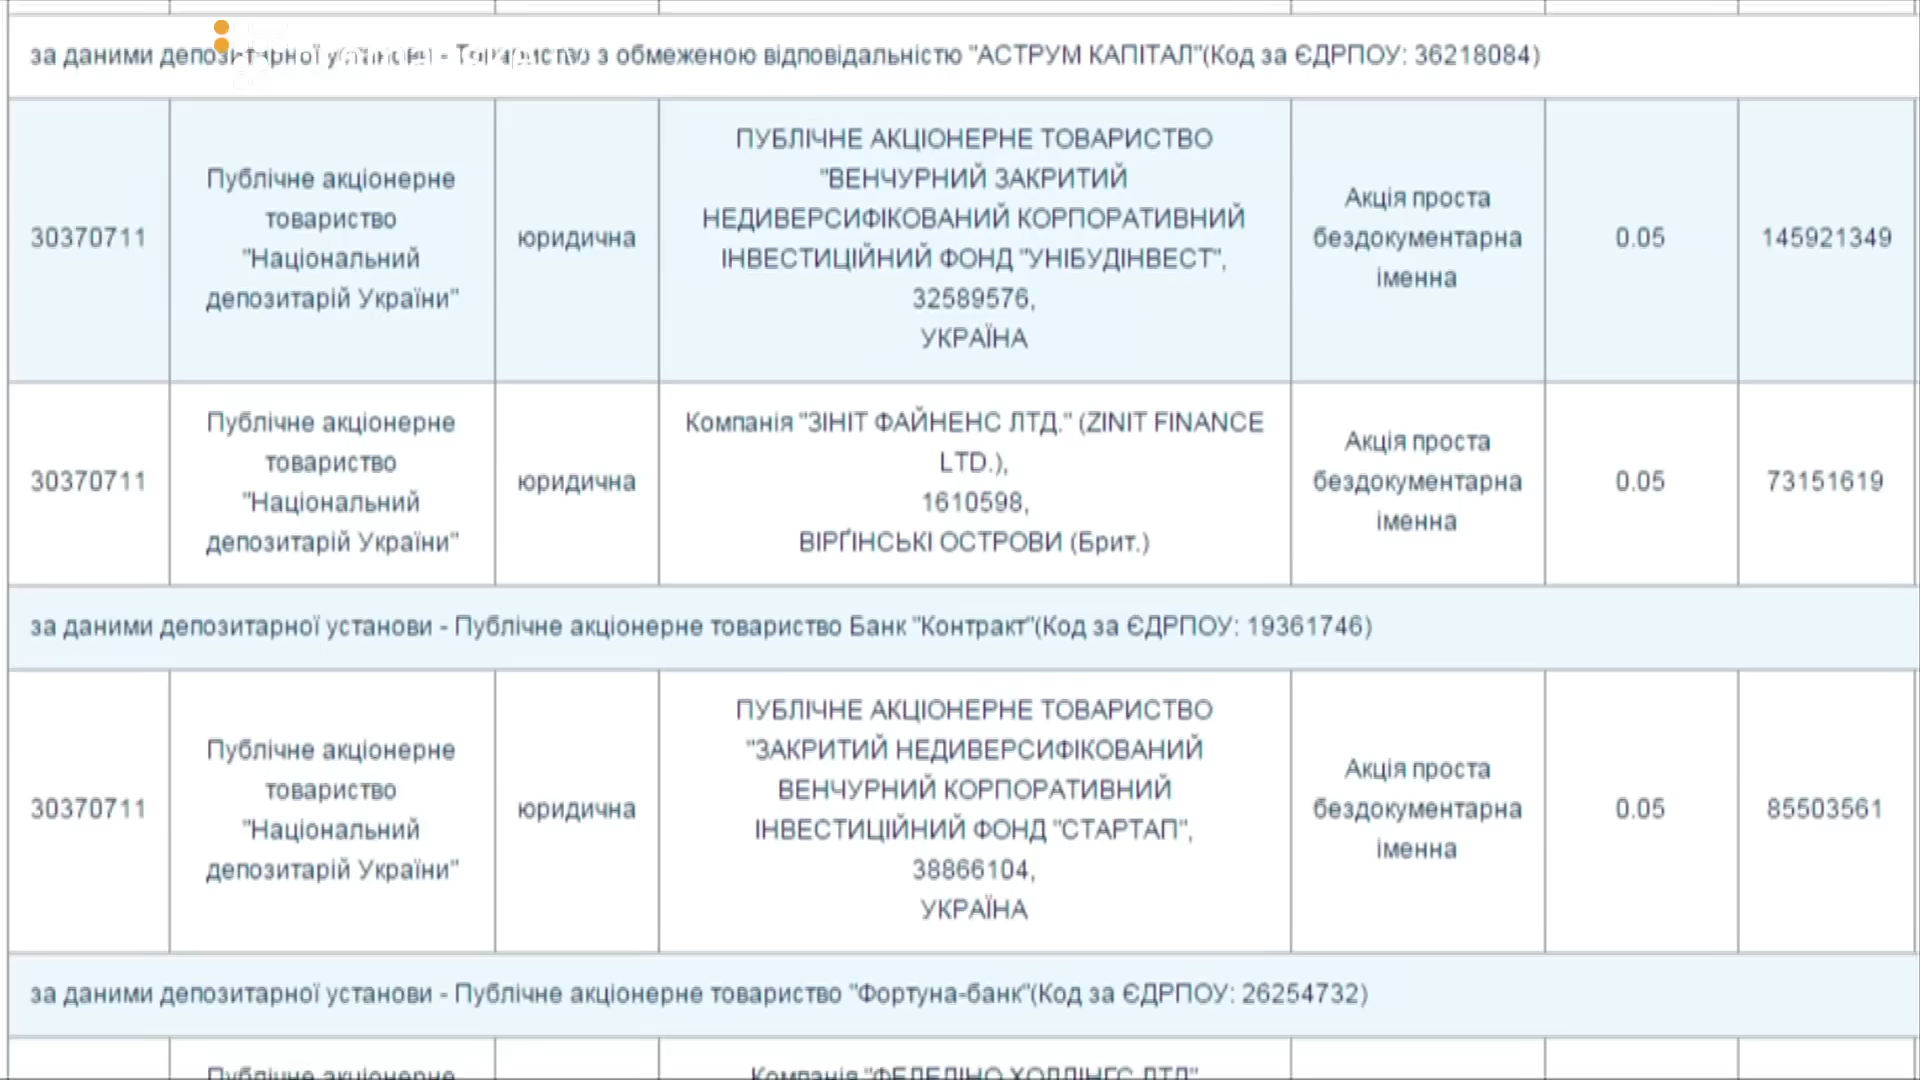 за даними депозитарної установи - Товариство з обмеженою відповідальністю "АСТРУМ КАПІТАЛ"(Код за ЄДРПОУ: 36218084)
30370711
Публічне акціонерне
товариство
"Національний
депозитарій України"
юридична
ПУБЛІЧНЕ АКЦІОНЕРНЕ ТОВАРИСТВО
"ВЕНЧУРНИЙ ЗАКРИТИЙ
НЕДИВЕРСИФІКОВАНИЙ КОРПОРАТИВНИЙ
ІНВЕСТИЦІЙНИЙ ФОНД "УНІБУДІНВЕСТ",
32589576,
УКРАЇНА
Акція проста
бездокументарна
іменна
0.05
145921349
30370711
Публічне акціонерне
товариство
"Національний
депозитарій України"
юридична
Компанія "ЗІНІТ ФАЙНЕНС ЛТД." (ZINIT FINANCE
LTD.),
1610598,
ВІРҐІНСЬКІ ОСТРОВИ (Брит.)
Акція проста
бездокументарна
іменна
0.05
73151619
за даними депозитарної установи - Публічне акціонерне товариство Банк "Контракт"(Код за ЄДРПОУ: 19361746)
30370711
Публічне акціонерне
товариство
"Національний
депозитарій України"
юридична
ПУБЛІЧНЕ АКЦІОНЕРНЕ ТОВАРИСТВО
"ЗАКРИТИЙ НЕДИВЕРСИФІКОВАНИЙ
ВЕНЧУРНИЙ КОРПОРАТИВНИЙ
ІНВЕСТИЦІЙНИЙ ФОНД "СТАРТАП",
38866104,
УКРАЇНА
Акція проста
бездокументарна
іменна
0.05
85503561
за даними депозитарної установи - Публічне акціонерне товариство "Фортуна-банк"(Код за ЄДРПОУ: 26254732)
Публічне акціонерне
Компанія "ФЕДЕДІНО ХОЛДІНГС ЛТД"